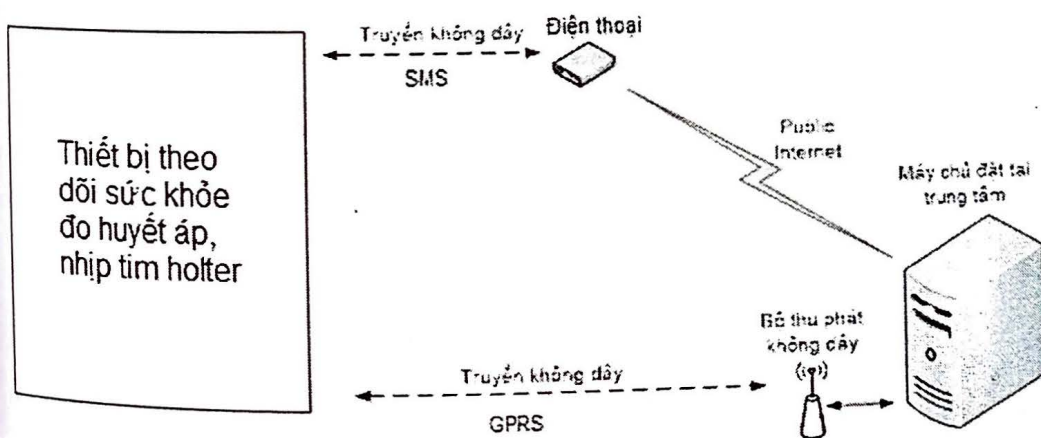 Truyền không dây
SMS
Điện thoại
Public
Internet
Thiết bị theo
dõi sức khỏe
đo huyết áp,
nhịp tim holter
Máy chủ đặt tại
trung tâm
Bộ thu phát
không dây
Truyền không dây
GPRS